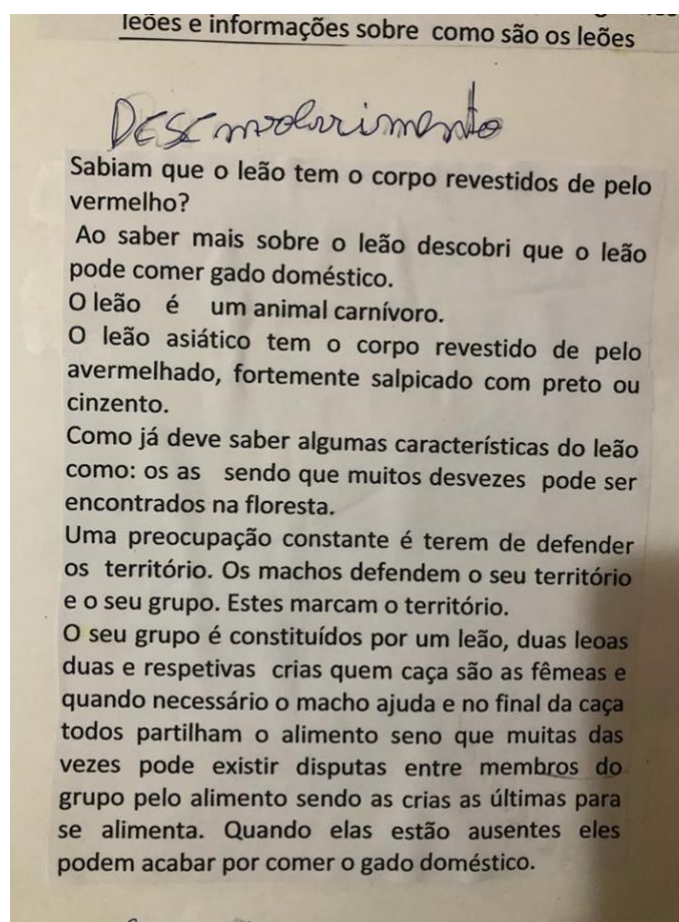 leões e informações sobre como são os leões
DESENvolvimento
Sabiam que o leão tem o corpo revestidos de pelo
vermelho?
Ao saber mais sobre o leão descobri que o leão
pode comer gado doméstico.
O leão é um animal carnívoro.
O leão asiático tem o corpo revestido de pelo
avermelhado, fortemente salpicado com preto ou
cinzento.
Como já deve saber algumas características do leão
como: os as sendo que muitos desvezes pode ser
encontrados na floresta.
Uma preocupação constante é terem de defender
os território. Os machos defendem o seu território
e o seu grupo. Estes marcam o território.
O seu grupo é constituídos por um leão, duas leoas
duas e respetivas crias quem caça são as fêmeas e
quando necessário o macho ajuda e no final da caça
todos partilham o alimento seno que muitas das
vezes pode existir disputas entre membros do
grupo pelo alimento sendo as crias as últimas para
se alimenta. Quando elas estão ausentes eles
podem acabar por comer o gado doméstico.